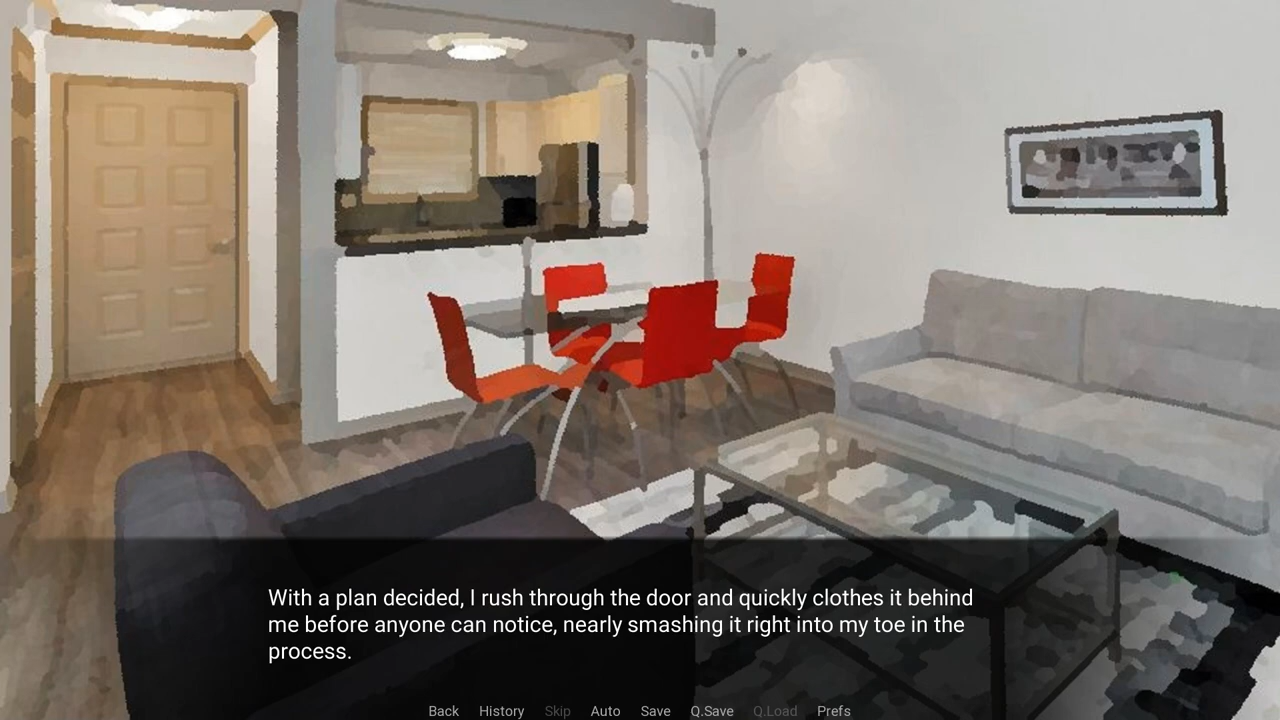 With a plan decided, I rush through the door and quickly clothes it behind
me before anyone can notice, nearly smashing it right into my toe in the
process.
Back History Skip Auto Save Q.Save Q.Load Prefs